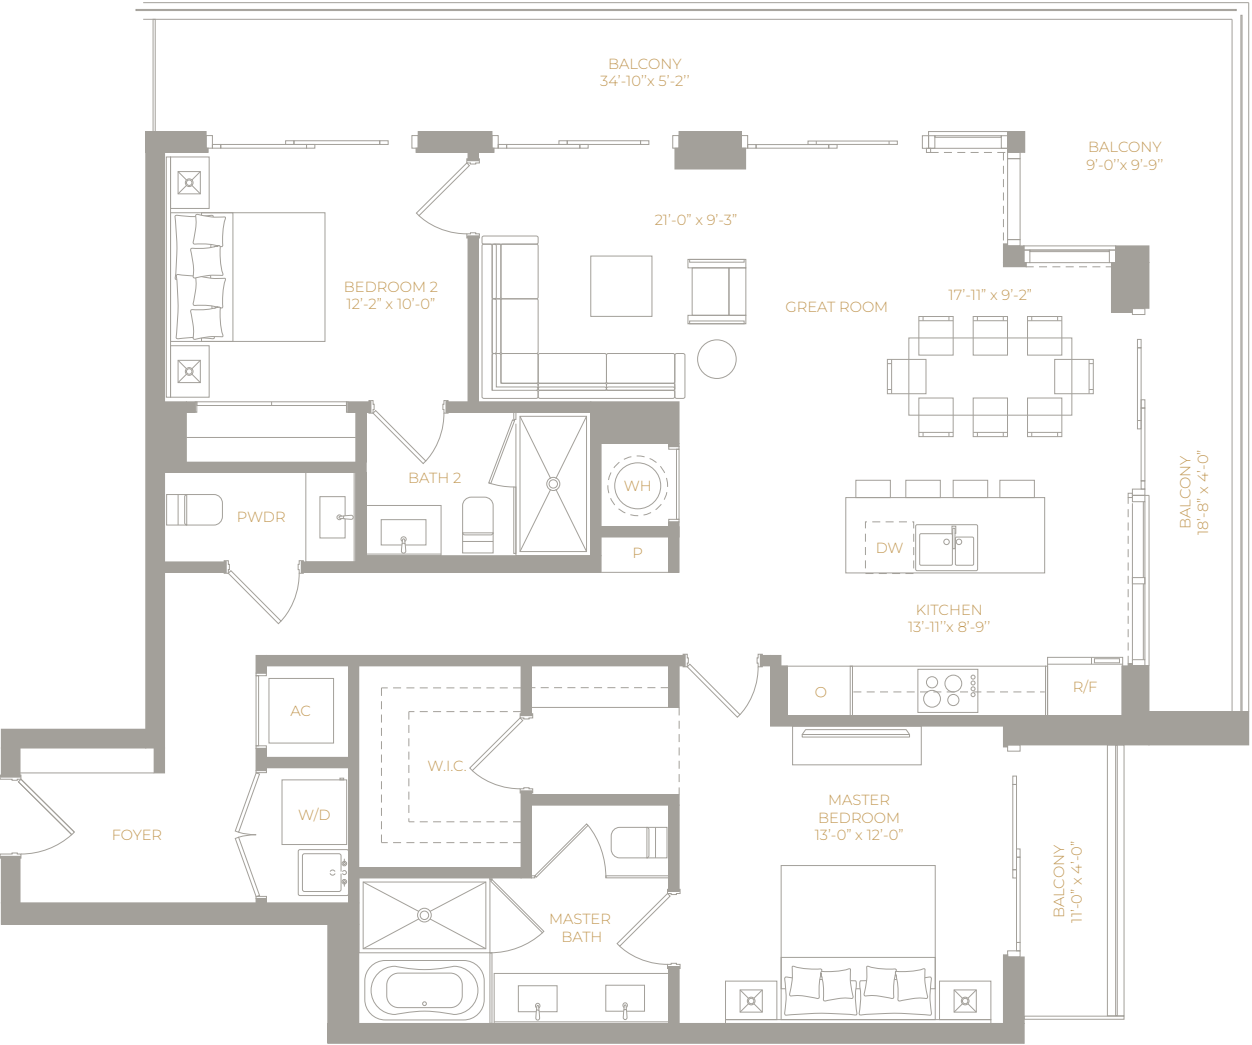 BALCONY
34'-10''x 5'-2''
BALCONY
9'-0''x 9'-9''
21'-0" x 9'-3"
BEDROOM 2
12'-2" x 10'-0"
17'-11" x 9'-2"
GREAT ROOM
BATH 2
WH
PWDR
BALCONY
18'-8" x 4'-0"
P
DW
KITCHEN
13'-11''x 8'-9''
O
R/F
AC
W.I.C.
W/D
FOYER
MASTER
BEDROOM
13'-0" x 12'-0"
BALCONY
11'-0" x 4'-0"
MASTER
BATH